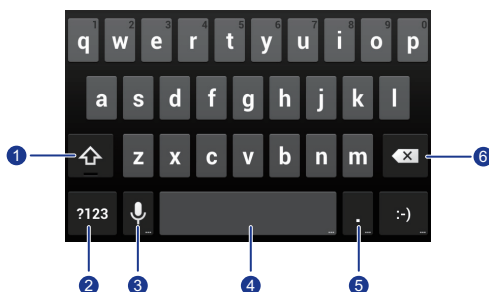 1 2 3 4 5 6 7 8 9 0
q w e r t y u i o p
a s d f g h j k l
1 z x c v b n m 6
?123 ... ... . ... :-) ...
2 3 4 5